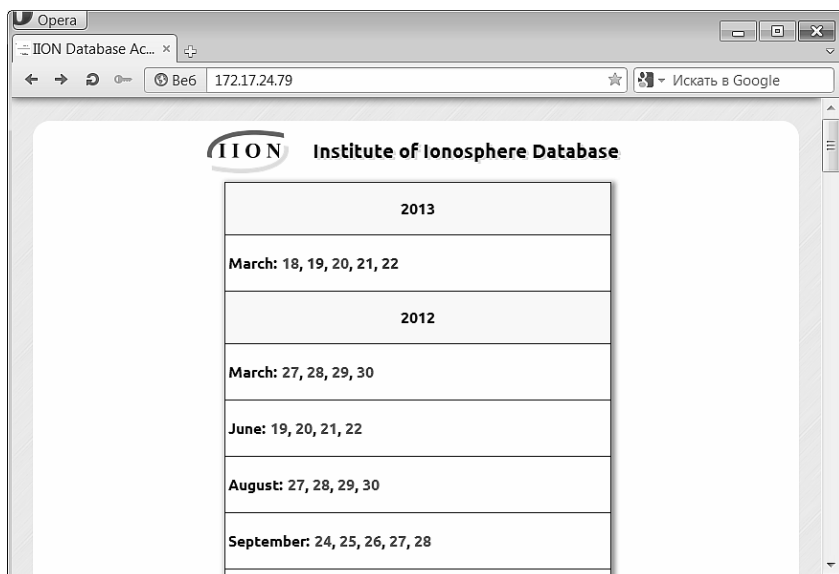 Opera
IION Database Ac...
Веб 172.17.24.79 Искать в Google
IION Institute of Ionosphere Database
2013
March: 18, 19, 20, 21, 22
2012
March: 27, 28, 29, 30
June: 19, 20, 21, 22
August: 27, 28, 29, 30
September: 24, 25, 26, 27, 28